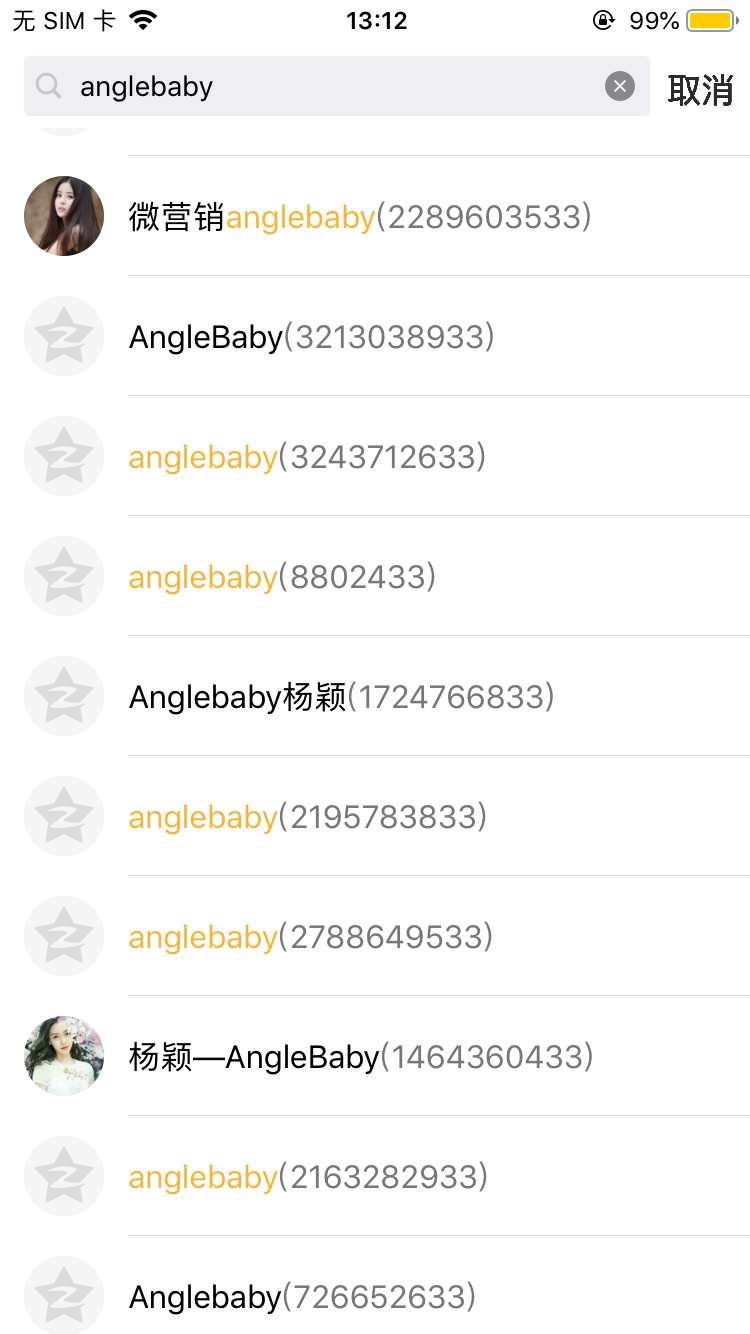 无 SIM 卡 13:12 99%
anglebaby 取消
微营销anglebaby(2289603533)
AngleBaby(3213038933)
anglebaby(3243712633)
anglebaby(8802433)
Anglebaby杨颖(1724766833)
anglebaby(2195783833)
anglebaby(2788649533)
杨颖—AngleBaby(1464360433)
anglebaby(2163282933)
Anglebaby(726652633)